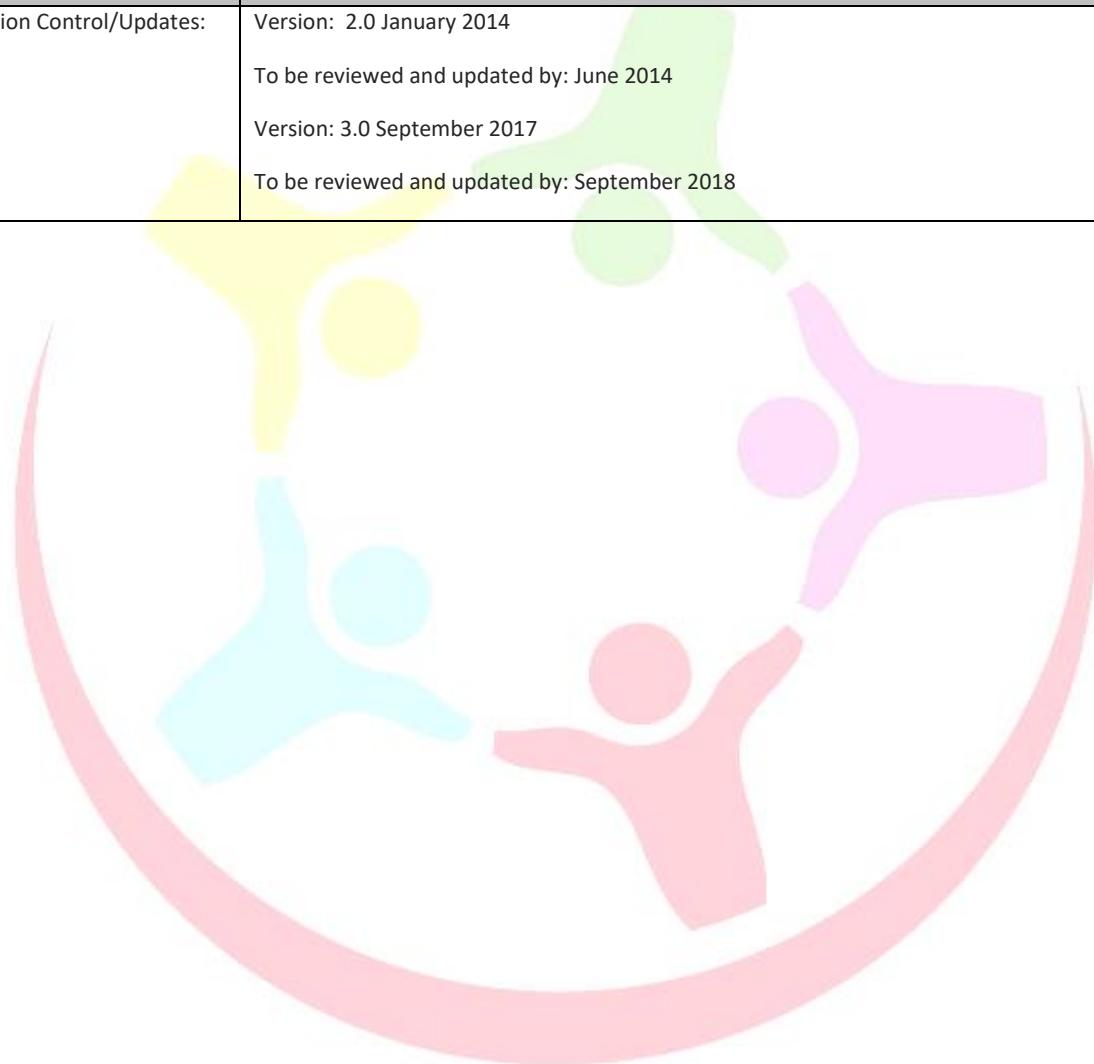 ion Control/Updates:
Version: 2.0 January 2014
To be reviewed and updated by: June 2014
Version: 3.0 September 2017
To be reviewed and updated by: September 2018